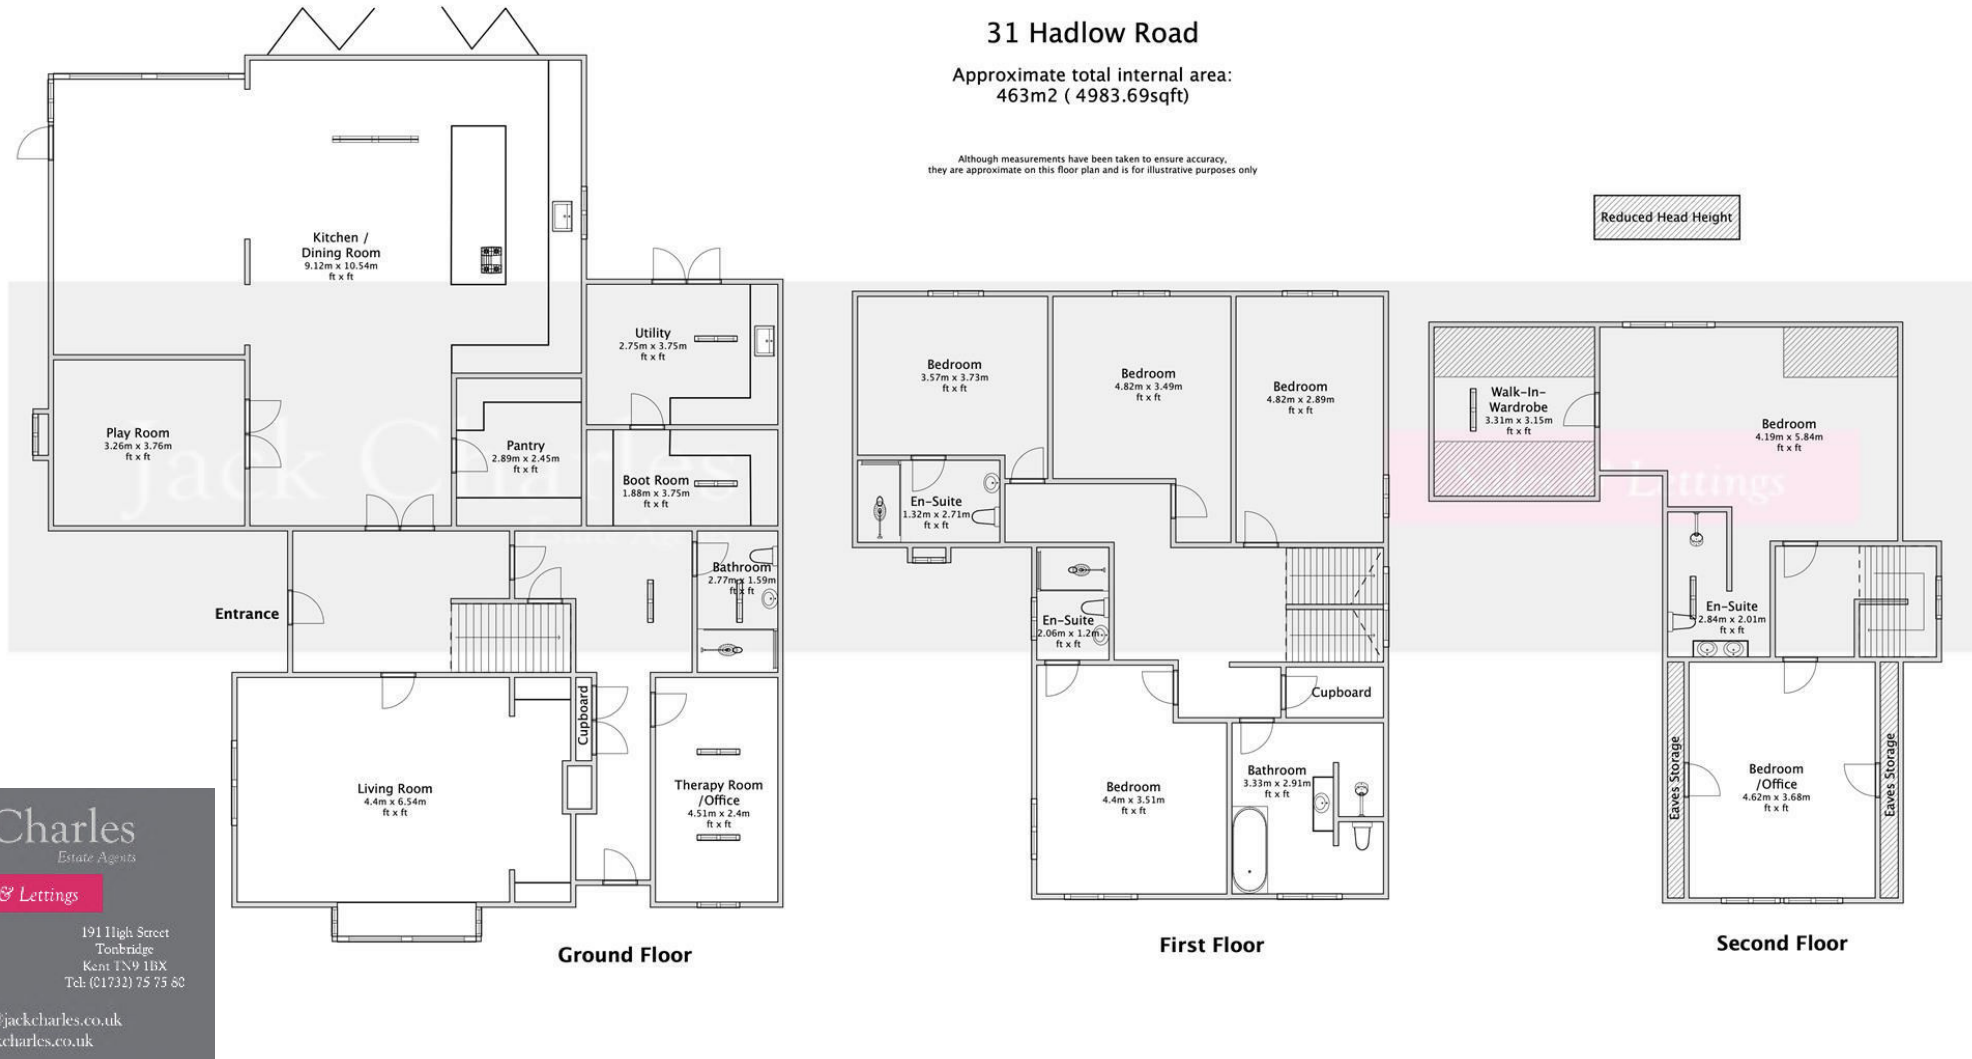 31 Hadlow Road
Approximate total internal area:
463m2 ( 4983.69sqft)
Although measurements have been taken to ensure accuracy,
they are approximate on this floor plan and is for illustrative purposes only
Reduced Head Height
Kitchen /
Dining Room
9.12m x 10.54m
ft x ft
Utility
2.75m x 3.75m
ft x ft
Play Room
3.26m x 3.76m
ft x ft
Pantry
2.89m x 2.45m
ft x ft
Boot Room
1.88m x 3.75m
ft x ft
Bathroom
2.77m x 1.59m
ft x ft
Entrance
Cupboard
Living Room
4.4m x 6.54m
ft x ft
Therapy Room
/Office
4.51m x 2.4m
ft x ft
Ground Floor
Bedroom
3.57m x 3.73m
ft x ft
Bedroom
4.82m x 3.49m
ft x ft
Bedroom
4.82m x 2.89m
ft x ft
En-Suite
1.32m x 2.71m
ft x ft
En-Suite
2.06m x 1.2m
ft x ft
Cupboard
Bedroom
4.4m x 3.51m
ft x ft
Bathroom
3.33m x 2.91m
ft x ft
First Floor
Walk-In-
Wardrobe
3.31m x 3.15m
ft x ft
Bedroom
4.19m x 5.84m
ft x ft
En-Suite
2.84m x 2.01m
ft x ft
Eaves Storage
Bedroom
/Office
4.62m x 3.68m
ft x ft
Eaves Storage
Second Floor
Jack Charles
Estate Agents
Lettings
Charles
Estate Agents
& Lettings
191 High Street
Tonbridge
Kent TN9 1BX
Tel: (01732) 75 75 80
jackcharles.co.uk
charles.co.uk